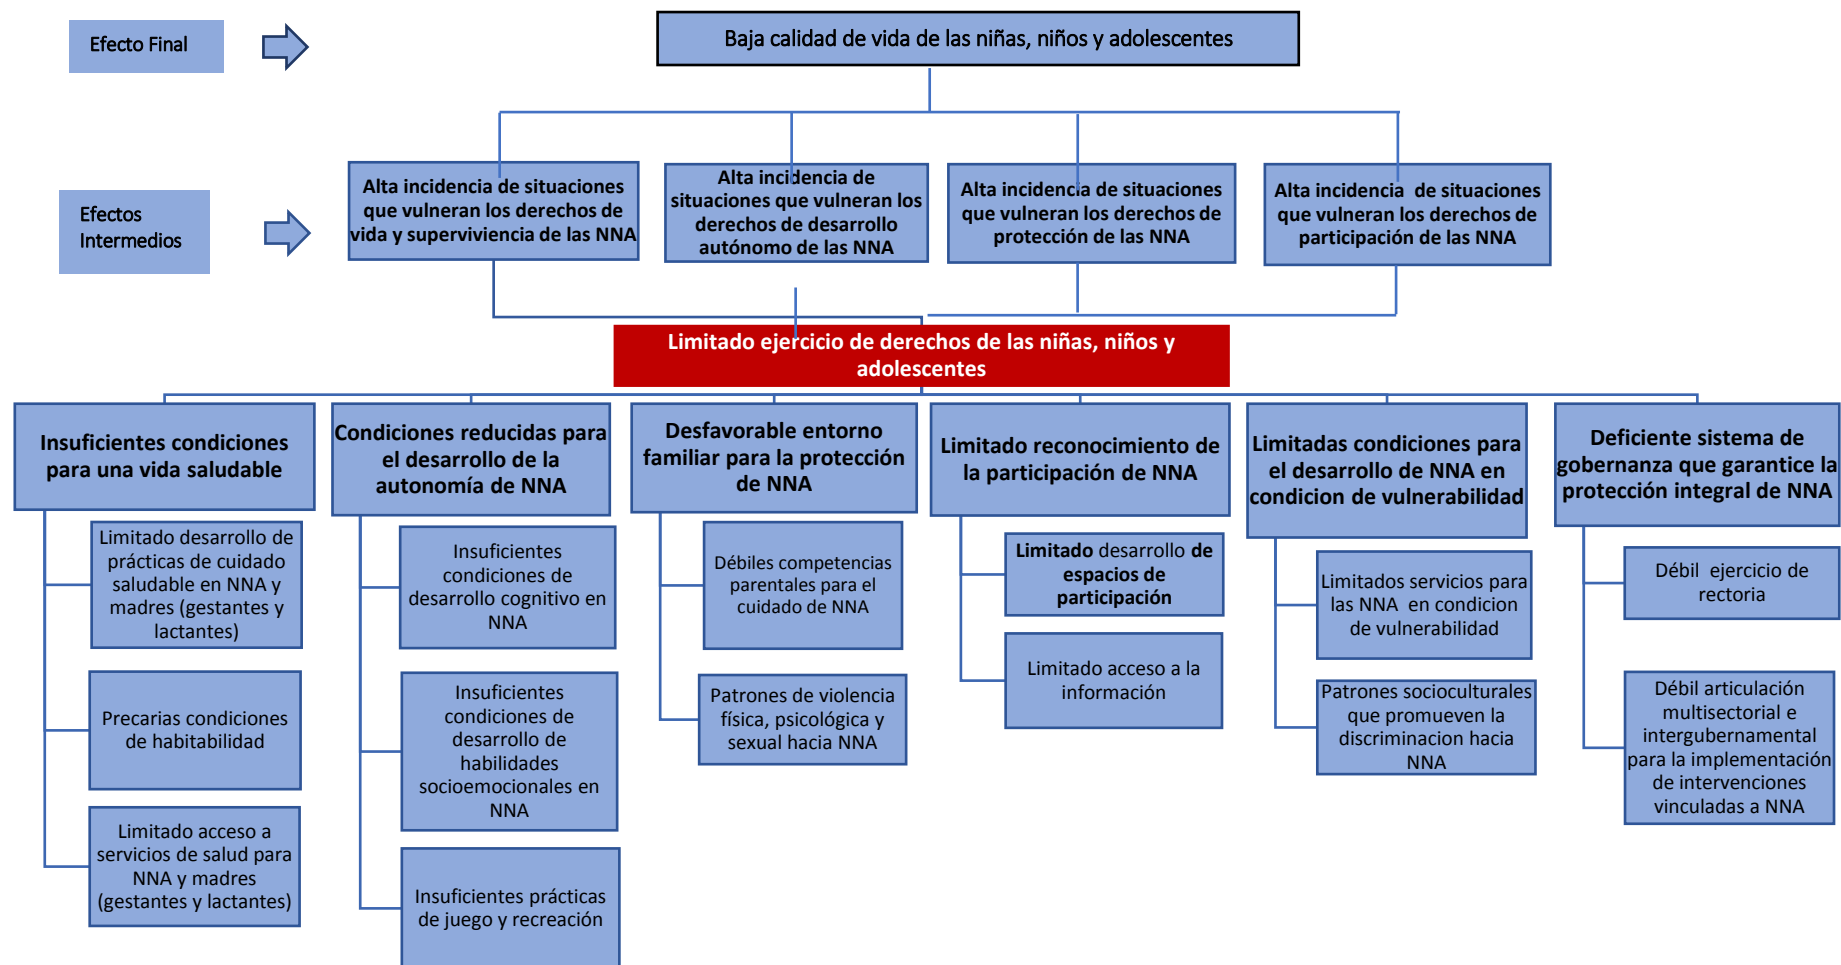 Efecto Final
Baja calidad de vida de las niñas, niños y adolescentes
Efectos
Intermedios
Alta incidencia de situaciones
que vulneran los derechos de
vida y superviviencia de las NNA
Alta incidencia de
situaciones que vulneran los
derechos de desarrollo
autónomo de las NNA
Alta incidencia de situaciones
que vulneran los derechos de
protección de las NNA
Alta incidencia  de situaciones
que vulneran los derechos de
participación de las NNA
Limitado ejercicio de derechos de las niñas, niños y
adolescentes
Insuficientes condiciones
para una vida saludable
Limitado desarrollo de
prácticas de cuidado
saludable en NNA y
madres (gestantes y
lactantes)
Precarias condiciones
de habitabilidad
Limitado acceso a
servicios de salud para
NNA y madres
(gestantes y lactantes)
Condiciones reducidas para
el desarrollo de la
autonomía de NNA
Insuficientes
condiciones de
desarrollo cognitivo en
NNA
Insuficientes
condiciones de
desarrollo de
habilidades
socioemocionales en
NNA
Insuficientes prácticas
de juego y recreación
Desfavorable entorno
familiar para la protección
de NNA
Débiles competencias
parentales para el
cuidado de NNA
Patrones de violencia
física, psicológica y
sexual hacia NNA
Limitado reconocimiento de
la participación de NNA
Limitado desarrollo de
espacios de
participación
Limitado acceso a la
información
Limitadas condiciones para
el desarrollo de NNA en
condicion de vulnerabilidad
Limitados servicios para
las NNA  en condicion
de vulnerabilidad
Patrones socioculturales
que promueven la
discriminacion hacia
NNA
Deficiente sistema de
gobernanza que garantice la
protección integral de NNA
Débil  ejercicio de
rectoria
Débil articulación
multisectorial e
intergubernamental
para la implementación
de intervenciones
vinculadas a NNA